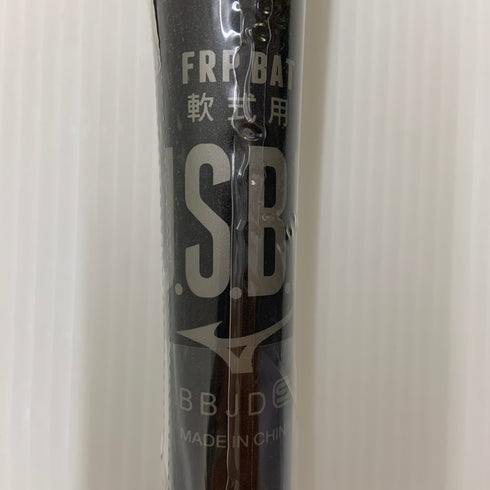 FRP BAT
軟式用
J.S.B.
BBJD S
MADE IN CHINA